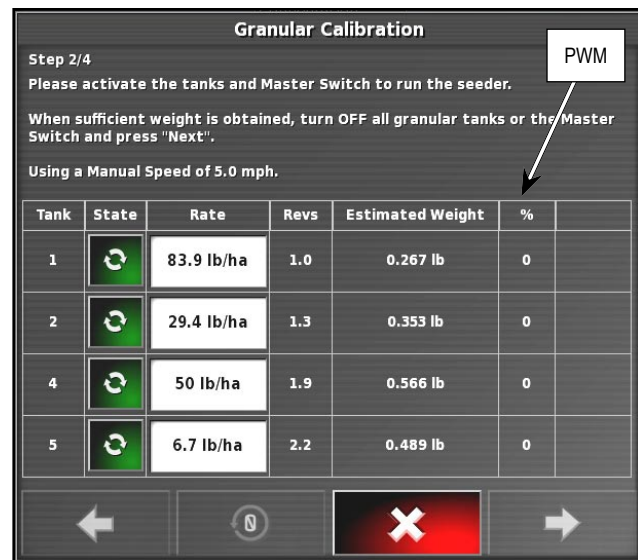 Granular Calibration
PWM
Step 2/4
Please activate the tanks and Master Switch to run the seeder.
When sufficient weight is obtained, turn OFF all granular tanks or the Master
Switch and press "Next".
Using a Manual Speed of 5.0 mph.
Tank State Rate Revs Estimated Weight %
1 83.9 lb/ha 1.0 0.267 lb 0
2 29.4 lb/ha 1.3 0.353 lb 0
4 50 lb/ha 1.9 0.566 lb 0
5 6.7 lb/ha 2.2 0.489 lb 0
0